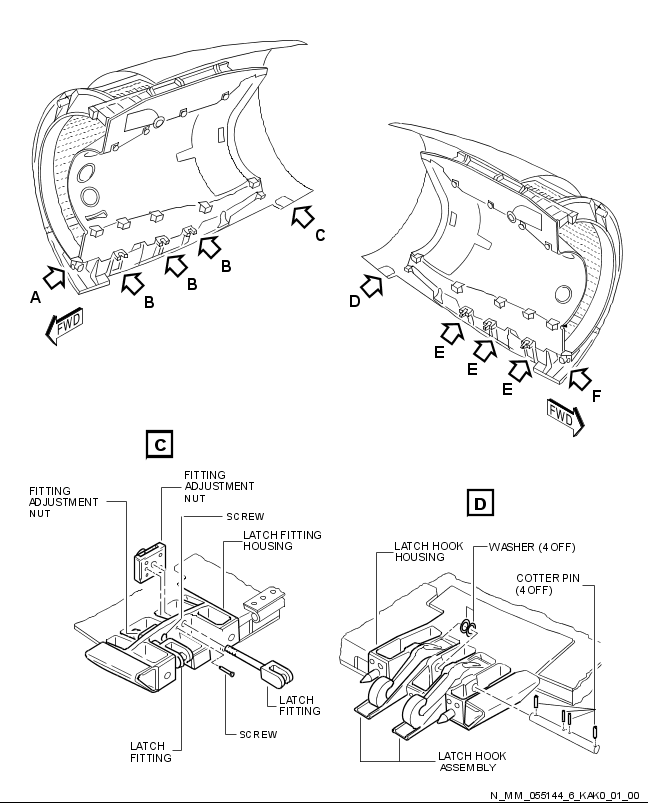 A
B
B
B
C
FWD
D
E
E
E
F
FWD
C
FITTING
ADJUSTMENT
NUT
FITTING
ADJUSTMENT
NUT
SCREW
LATCH FITTING
HOUSING
LATCH
FITTING
SCREW
LATCH
FITTING
D
LATCH HOOK
HOUSING
WASHER (4 OFF)
COTTER PIN
(4 OFF)
LATCH HOOK
ASSEMBLY
N_MM_055144_6_KAK0_01_00